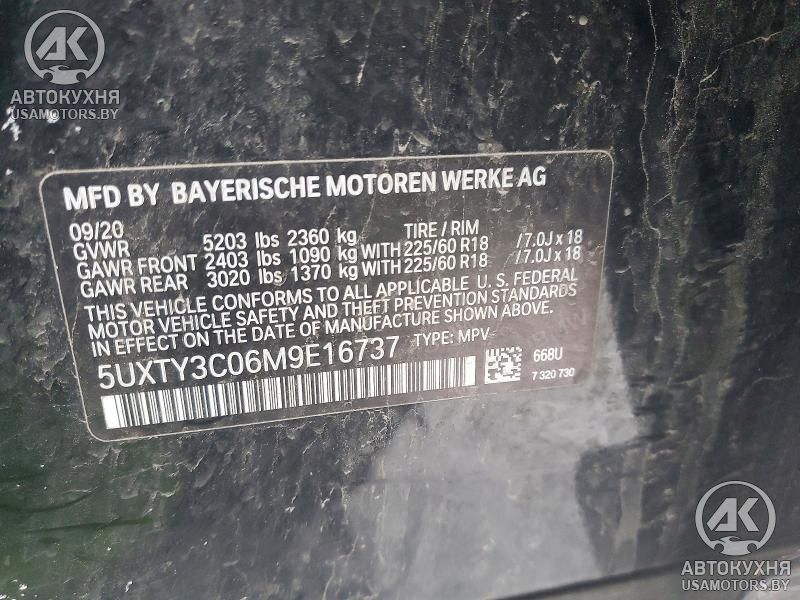 AK
АВТОКУХНЯ
USAMOTORS.BY
MFD BY BAYERISCHE MOTOREN WERKE AG
09/20 TIRE / RIM
GVWR 5203 lbs 2360 kg
GAWR FRONT 2403 lbs 1090 kg WITH 225/60 R18 /7.0J x 18
GAWR REAR 3020 lbs 1370 kg WITH 225/60 R18 /7.0J x 18
THIS VEHICLE CONFORMS TO ALL APPLICABLE U. S. FEDERAL
MOTOR VEHICLE SAFETY AND THEFT PREVENTION STANDARDS
IN EFFECT ON THE DATE OF MANUFACTURE SHOWN ABOVE.
5UXTY3C06M9E16737 TYPE: MPV
668U
7 320 730
AK
АВТОКУХНЯ
USAMOTORS.BY